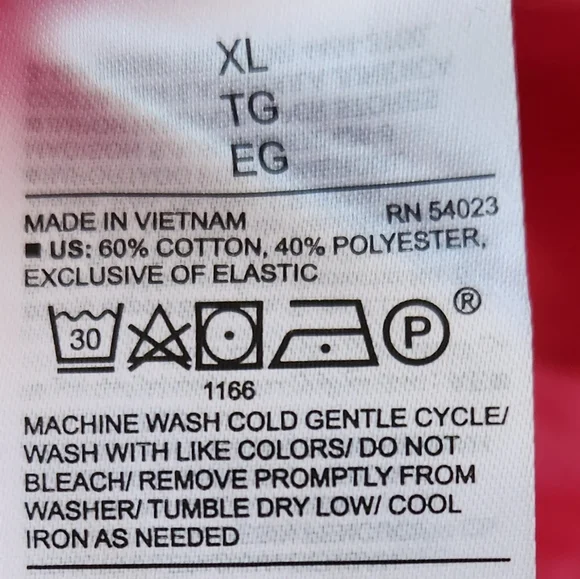 XL
TG
EG
MADE IN VIETNAM RN 54023
■ US: 60% COTTON, 40% POLYESTER,
EXCLUSIVE OF ELASTIC
30 P ®
1166
MACHINE WASH COLD GENTLE CYCLE/
WASH WITH LIKE COLORS/ DO NOT
BLEACH/ REMOVE PROMPTLY FROM
WASHER/ TUMBLE DRY LOW/ COOL
IRON AS NEEDED